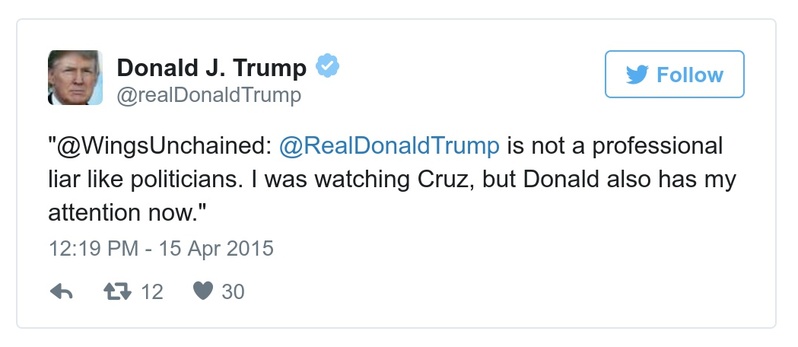 Donald J. Trump
@realDonaldTrump
Follow
"@WingsUnchained: @RealDonaldTrump is not a professional
liar like politicians. I was watching Cruz, but Donald also has my
attention now."
12:19 PM - 15 Apr 2015
12 30